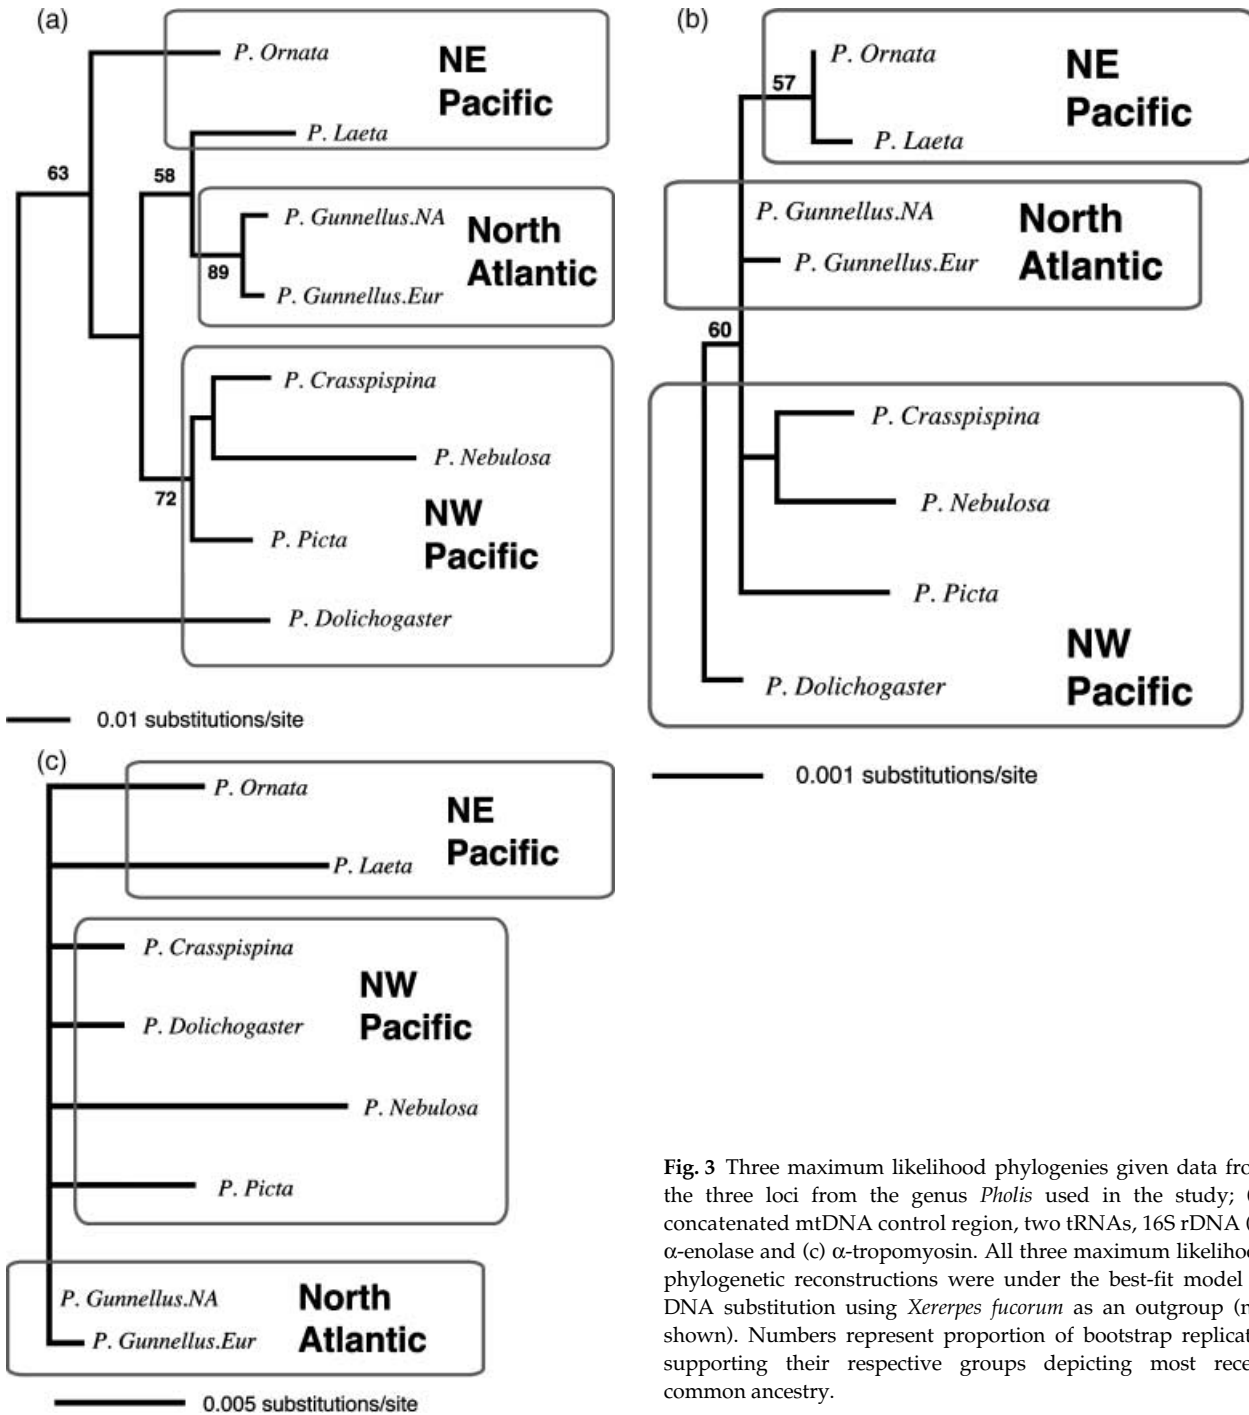 (a)
P. Ornata
NE
Pacific
P. Laeta
63
58
P. Gunnellus.NA
North
Atlantic
89
P. Gunnellus.Eur
P. Crasspispina
P. Nebulosa
72
NW
Pacific
P. Picta
P. Dolichogaster
0.01 substitutions/site
(b)
P. Ornata
NE
Pacific
57
P. Laeta
P. Gunnellus.NA
North
Atlantic
P. Gunnellus.Eur
60
P. Crasspispina
P. Nebulosa
P. Picta
NW
Pacific
P. Dolichogaster
0.001 substitutions/site
(c)
P. Ornata
NE
Pacific
P. Laeta
P. Crasspispina
NW
Pacific
P. Dolichogaster
P. Nebulosa
P. Picta
P. Gunnellus.NA
North
Atlantic
P. Gunnellus.Eur
0.005 substitutions/site
Fig. 3 Three maximum likelihood phylogenies given data fro
the three loci from the genus Pholis used in the study; (
concatenated mtDNA control region, two tRNAs, 16S rDNA (
α-enolase and (c) α-tropomyosin. All three maximum likelihoo
phylogenetic reconstructions were under the best-fit model
DNA substitution using Xererpes fucorum as an outgroup (n
shown). Numbers represent proportion of bootstrap replicat
supporting their respective groups depicting most rece
common ancestry.